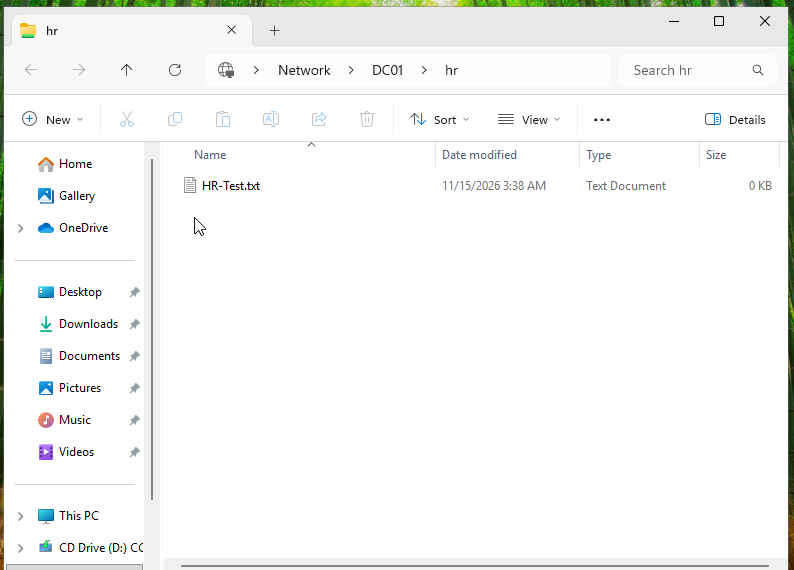 hr
Network DC01 hr
Search hr
New
Sort
View
Details
Name Date modified Type Size
HR-Test.txt 11/15/2026 3:38 AM Text Document 0 KB
Home
Gallery
OneDrive
Desktop
Downloads
Documents
Pictures
Music
Videos
This PC
CD Drive (D:) CC